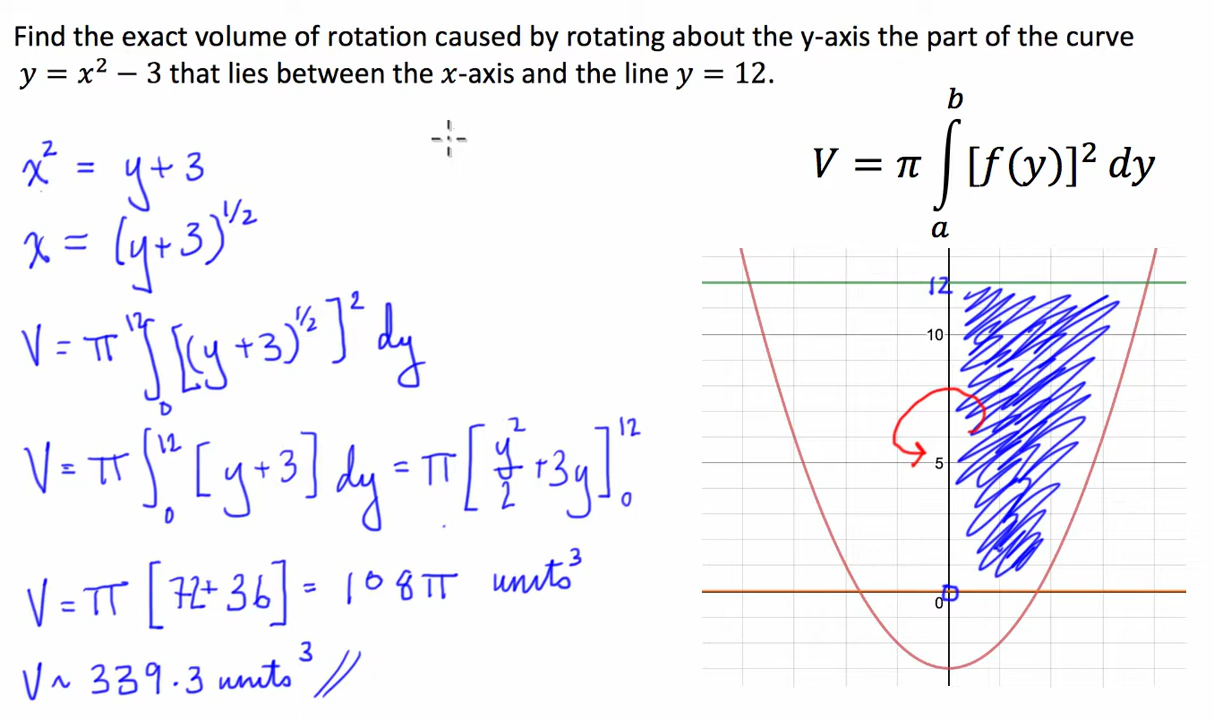 Find the exact volume of rotation caused by rotating about the y-axis the part of the curve
y = x² − 3 that lies between the x-axis and the line y = 12.
V = π ∫ₐᵇ [f(y)]² dy
x² = y+3
x = (y+3)^1/2
V = π ∫₀¹² [(y+3)^1/2]² dy
V = π ∫₀¹² [y+3] dy = π [y²/2 + 3y]₀¹²
V = π [72+36] = 108π units³
V ~ 339.3 units³ //
12
10
5
0 0